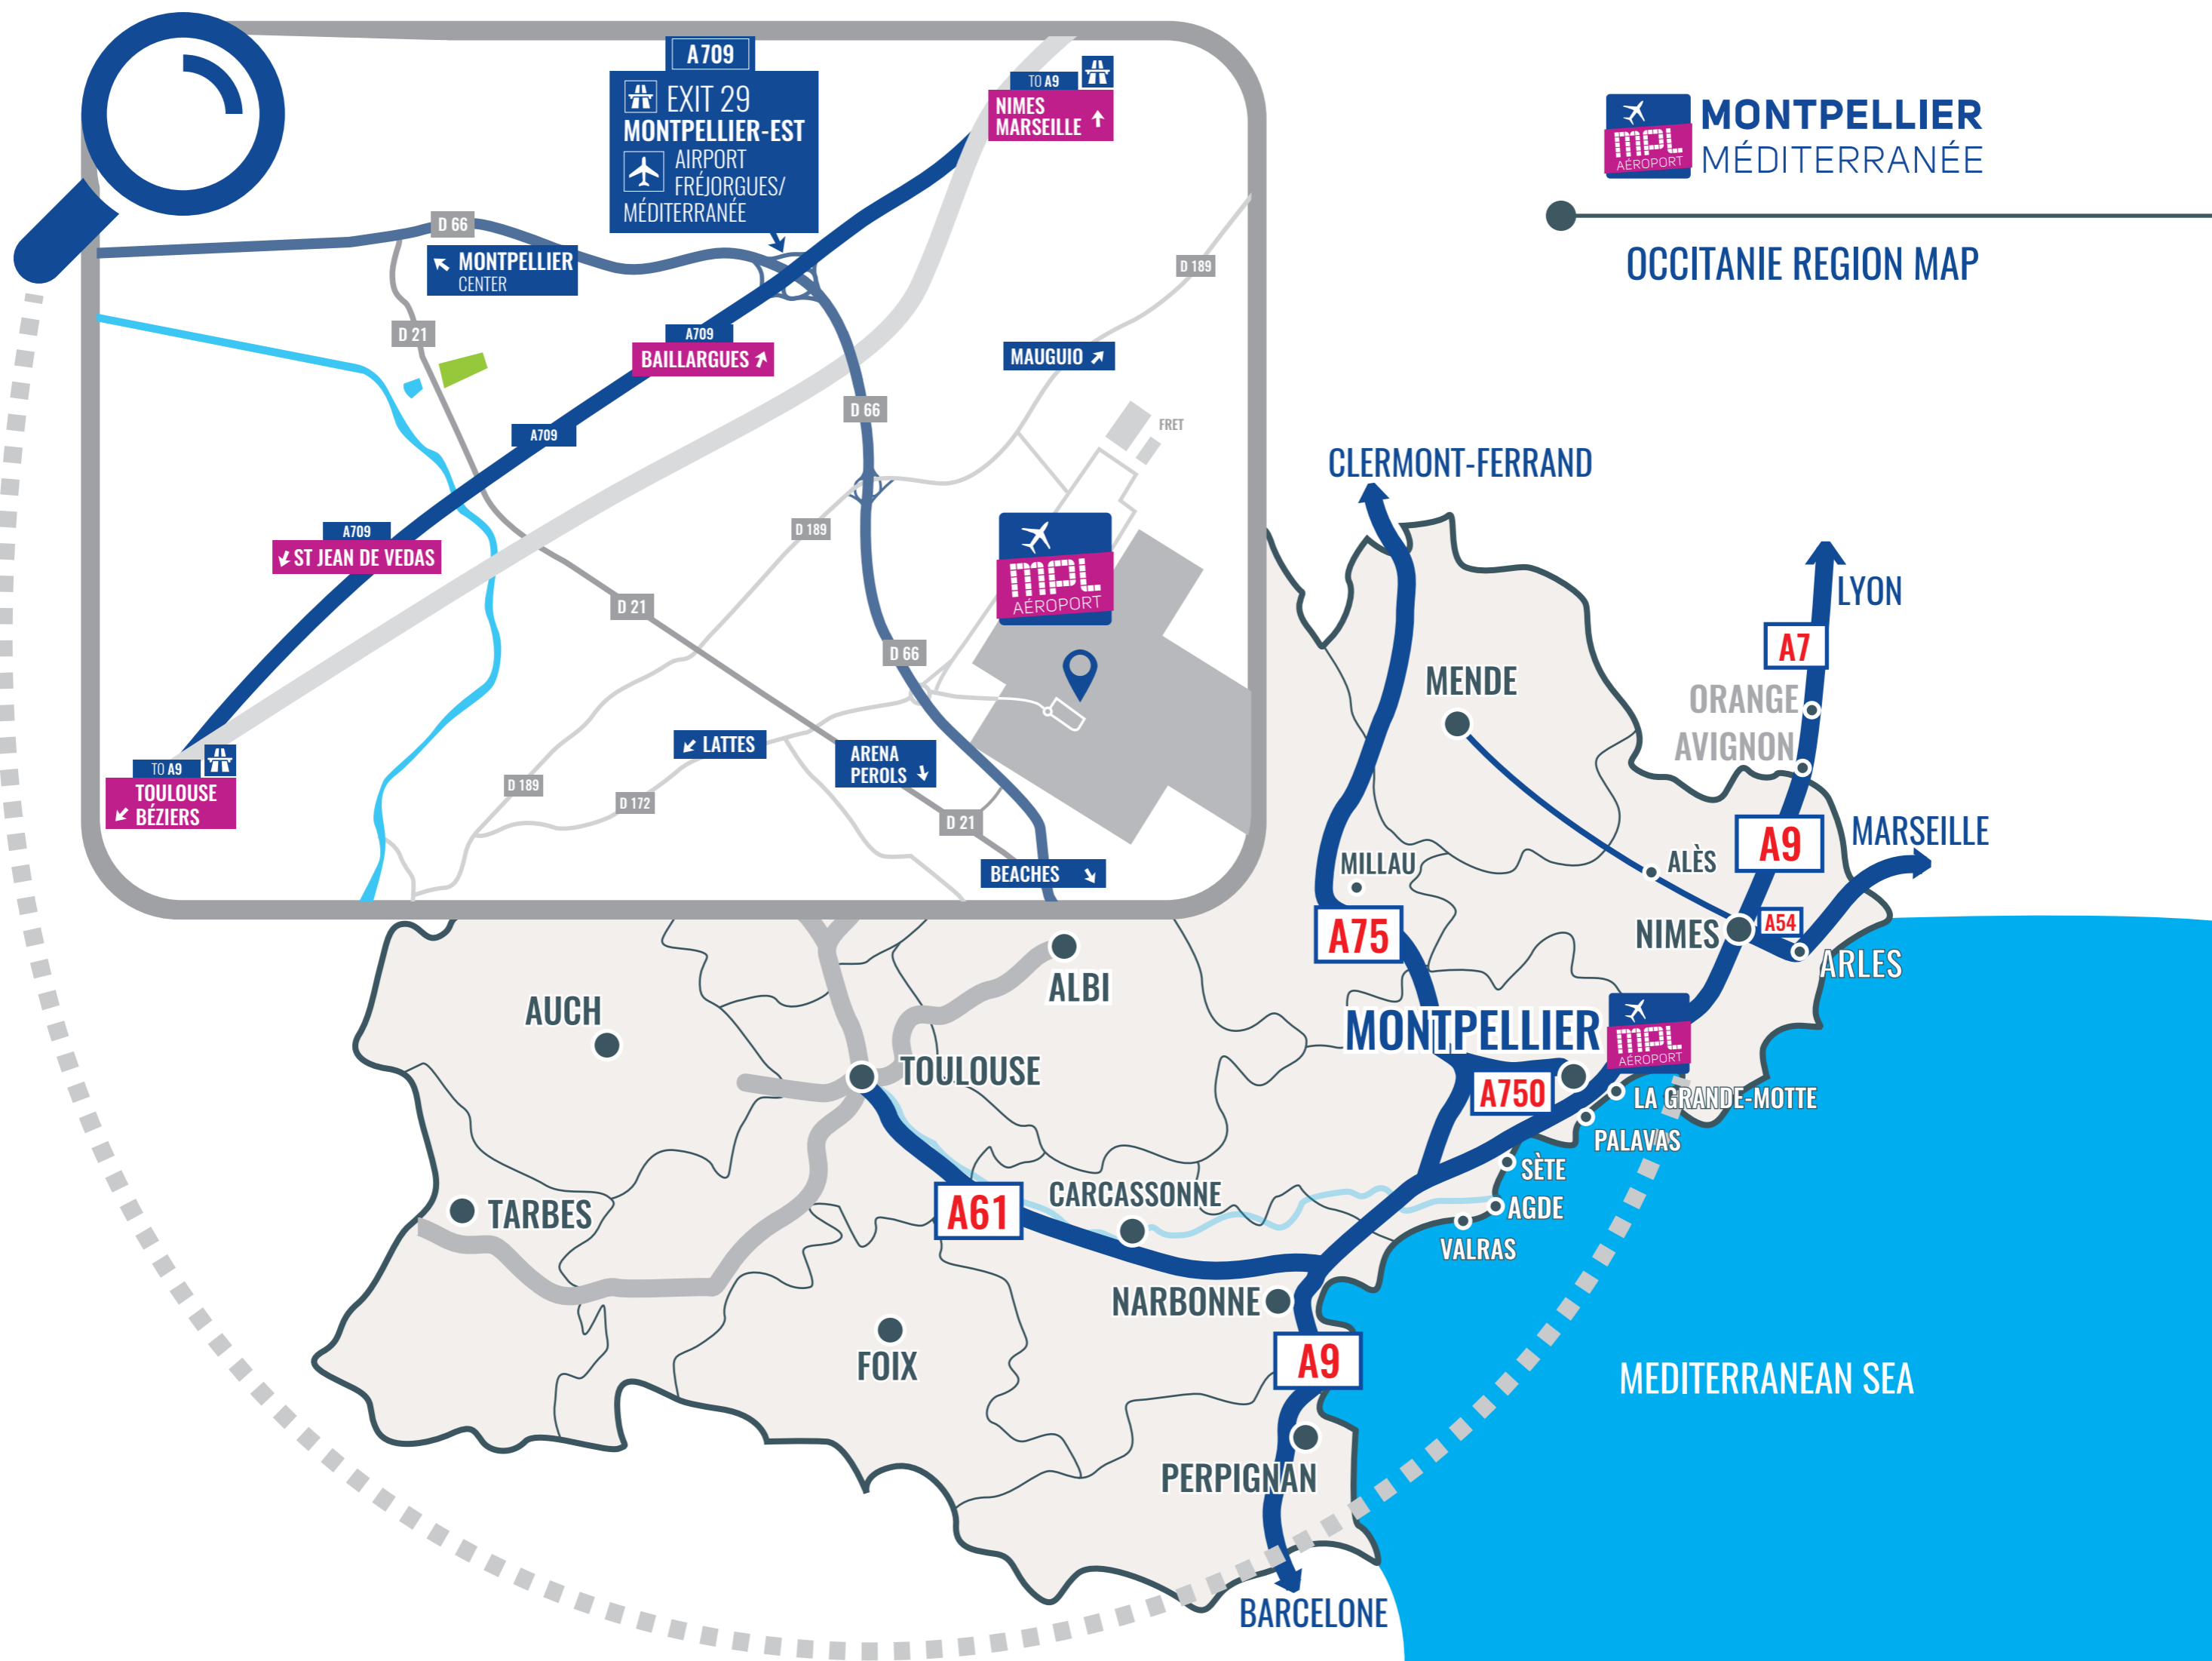 A709
EXIT 29
MONTPELLIER-EST
AIRPORT
FRÉJORGUES/
MÉDITERRANÉE
TO A9
NIMES
MARSEILLE
D 66
MONTPELLIER
CENTER
D 21
D 189
A709
BAILLARGUES
MAUGUIO
D 66
FRET
A709
A709
ST JEAN DE VEDAS
D 189
MPL
AÉROPORT
D 21
D 66
LATTES
ARENA
PEROLS
TO A9
TOULOUSE
BÉZIERS
D 189
D 172
D 21
BEACHES
MPL
AÉROPORT
MONTPELLIER
MÉDITERRANÉE
OCCITANIE REGION MAP
CLERMONT-FERRAND
LYON
A7
MENDE
ORANGE
AVIGNON
A9
MARSEILLE
MILLAU
ALÈS
A75
NIMES
A54
ARLES
ALBI
AUCH
MONTPELLIER
MPL
AÉROPORT
TOULOUSE
A750
LA GRANDE-MOTTE
PALAVAS
SÈTE
CARCASSONNE
A61
AGDE
TARBES
VALRAS
NARBONNE
FOIX
A9
MEDITERRANEAN SEA
PERPIGNAN
BARCELONE